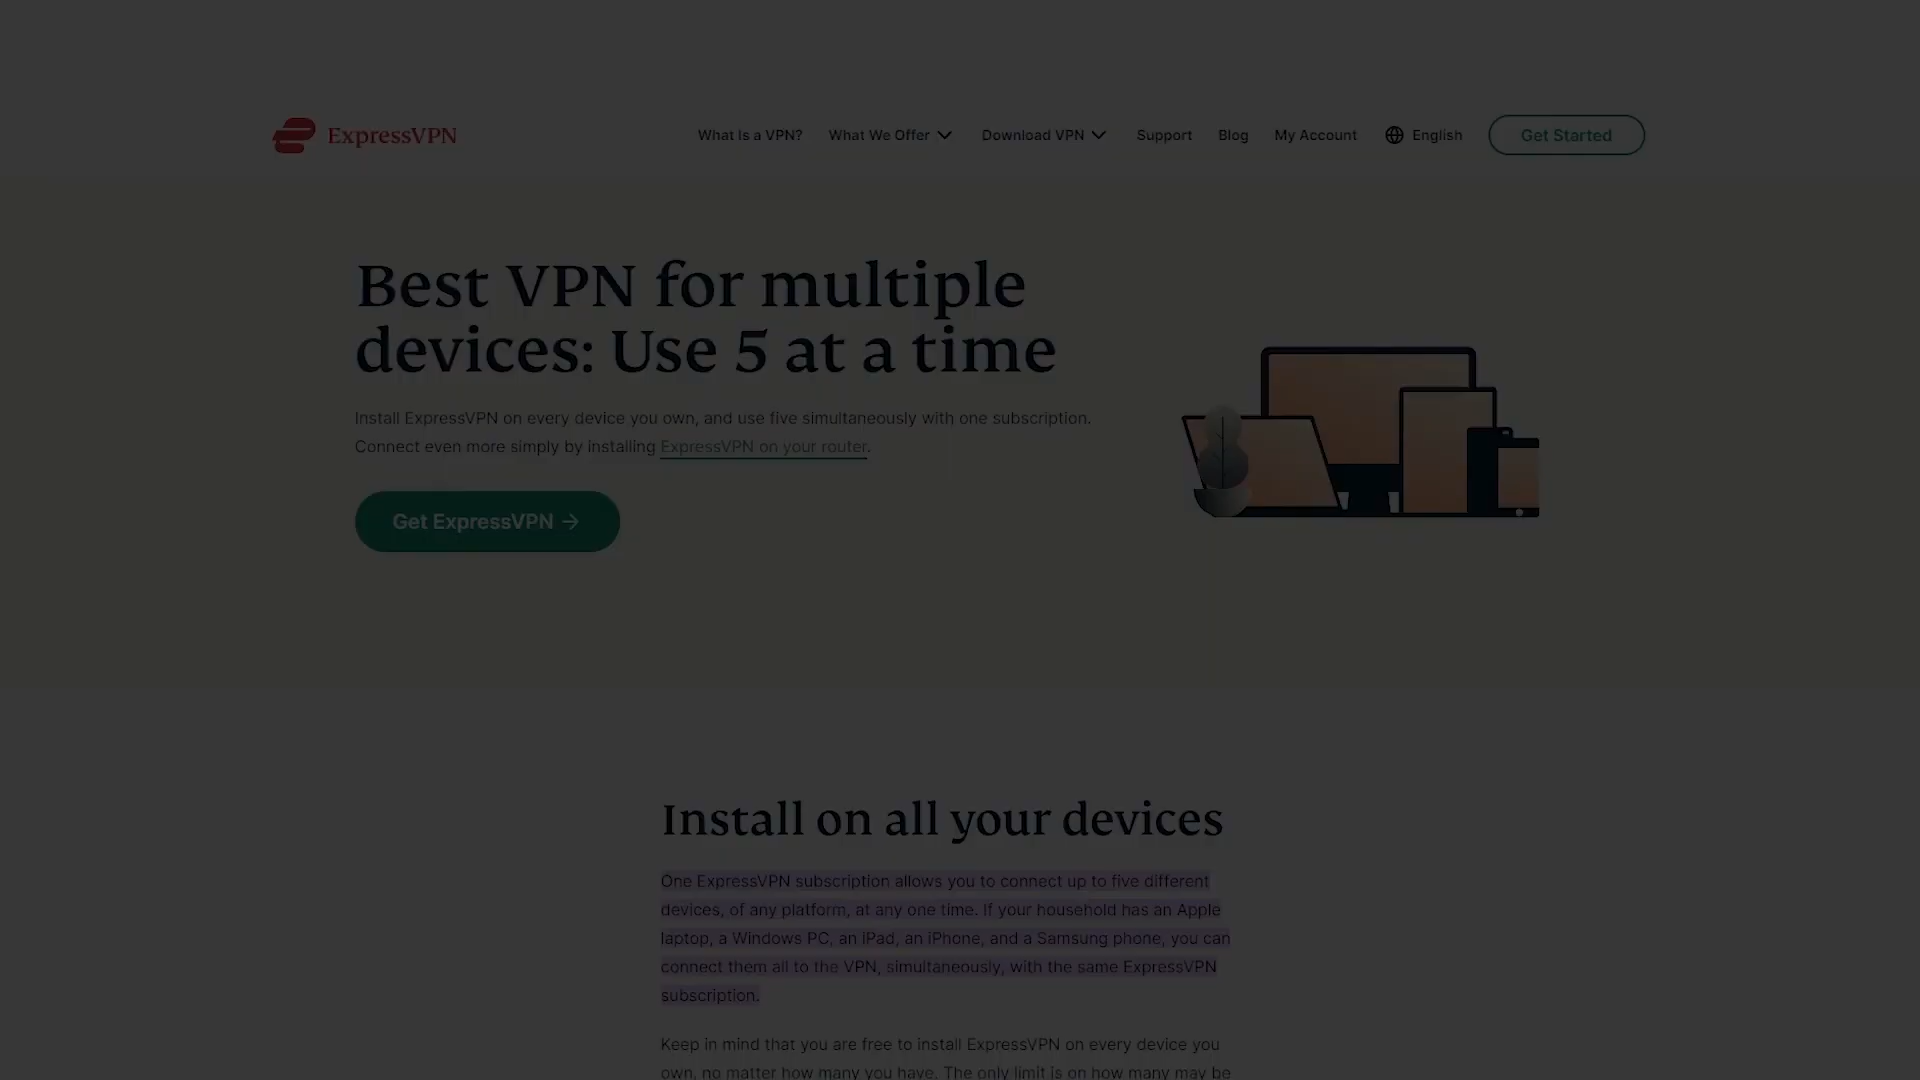 ExpressVPN
What Is a VPN? What We Offer Download VPN Support Blog My Account English Get Started
Best VPN for multiple
devices: Use 5 at a time
Install ExpressVPN on every device you own, and use five simultaneously with one subscription.
Connect even more simply by installing ExpressVPN on your router.
Get ExpressVPN →
Install on all your devices
One ExpressVPN subscription allows you to connect up to five different
devices, of any platform, at any one time. If your household has an Apple
laptop, a Windows PC, an iPad, an iPhone, and a Samsung phone, you can
connect them all to the VPN, simultaneously, with the same ExpressVPN
subscription.
Keep in mind that you are free to install ExpressVPN on every device you
own, no matter how many you have. The only limit is on how many may be